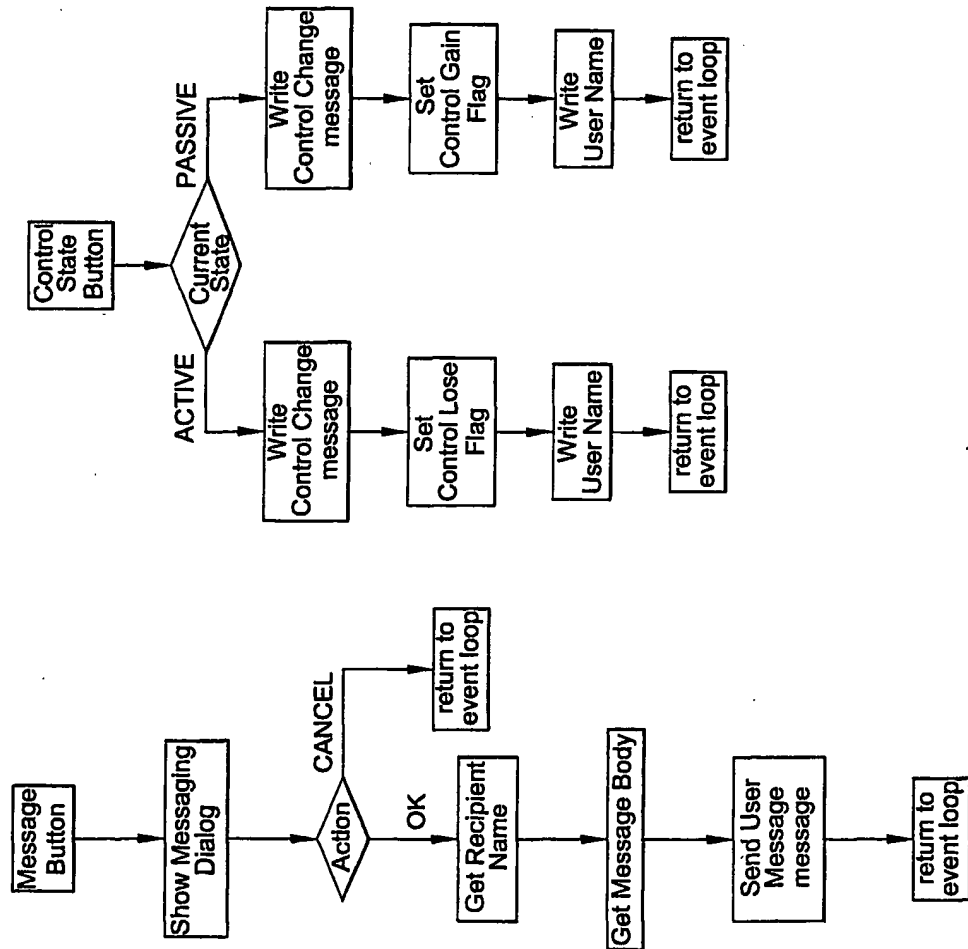 Message
Button
Show Messaging
Dialog
Action
CANCEL
return to
event loop
OK
Get Recipient
Name
Get Message Body
Send User
Message
message
return to
event loop
Control
State
Button
Current
State
ACTIVE
Write
Control Change
message
Set
Control Lose
Flag
Write
User Name
return to
event loop
PASSIVE
Write
Control Change
message
Set
Control Gain
Flag
Write
User Name
return to
event loop